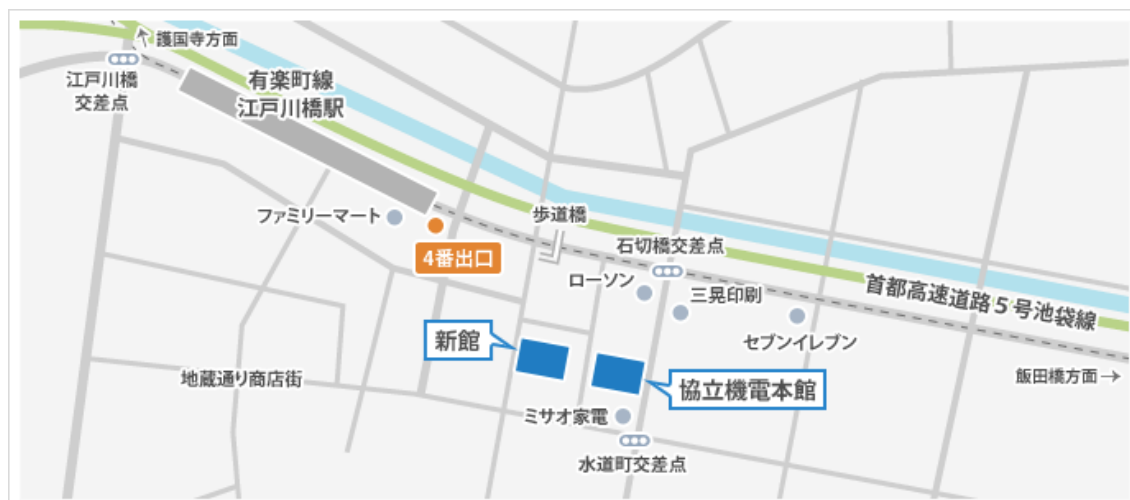 護国寺方面
江戸川橋
交差点
有楽町線
江戸川橋駅
ファミリーマート
4番出口
歩道橋
石切橋交差点
ローソン
三晃印刷
首都高速道路5号池袋線
セブンイレブン
新館
地蔵通り商店街
協立機電本館
飯田橋方面→
ミサオ家電
水道町交差点